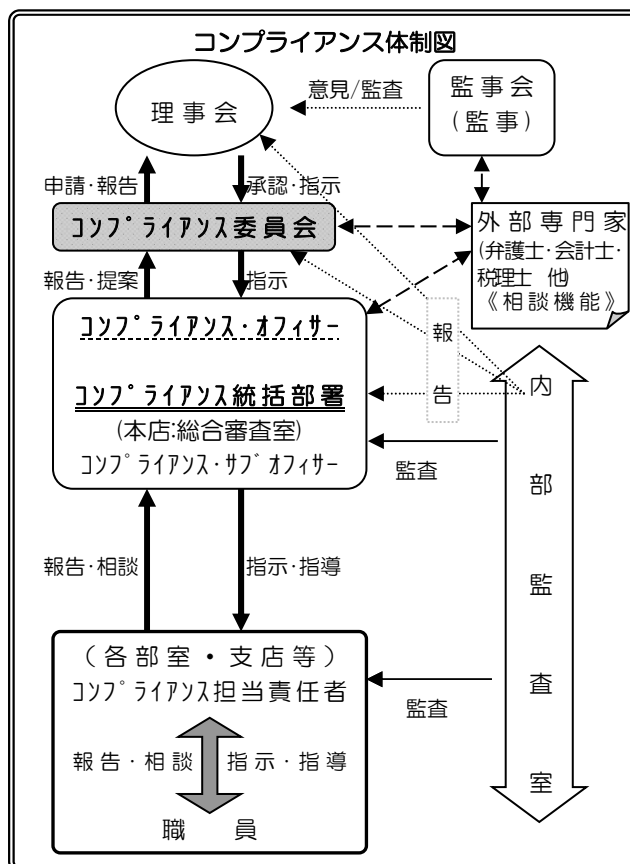 コンプライアンス体制図
理事会
意見/監査
監事会
(監事)
申請・報告
承認・指示
コンプライアンス委員会
外部専門家
(弁護士・会計士・
税理士 他)
《相談機能》
報告・提案
指示
コンプライアンス・オフィサー
報告
コンプライアンス統括部署
(本店:総合審査室)
コンプライアンス・サブオフィサー
監査
内部監査室
報告・相談
指示・指導
(各部室・支店等)
コンプライアンス担当責任者
監査
報告・相談
指示・指導
職員